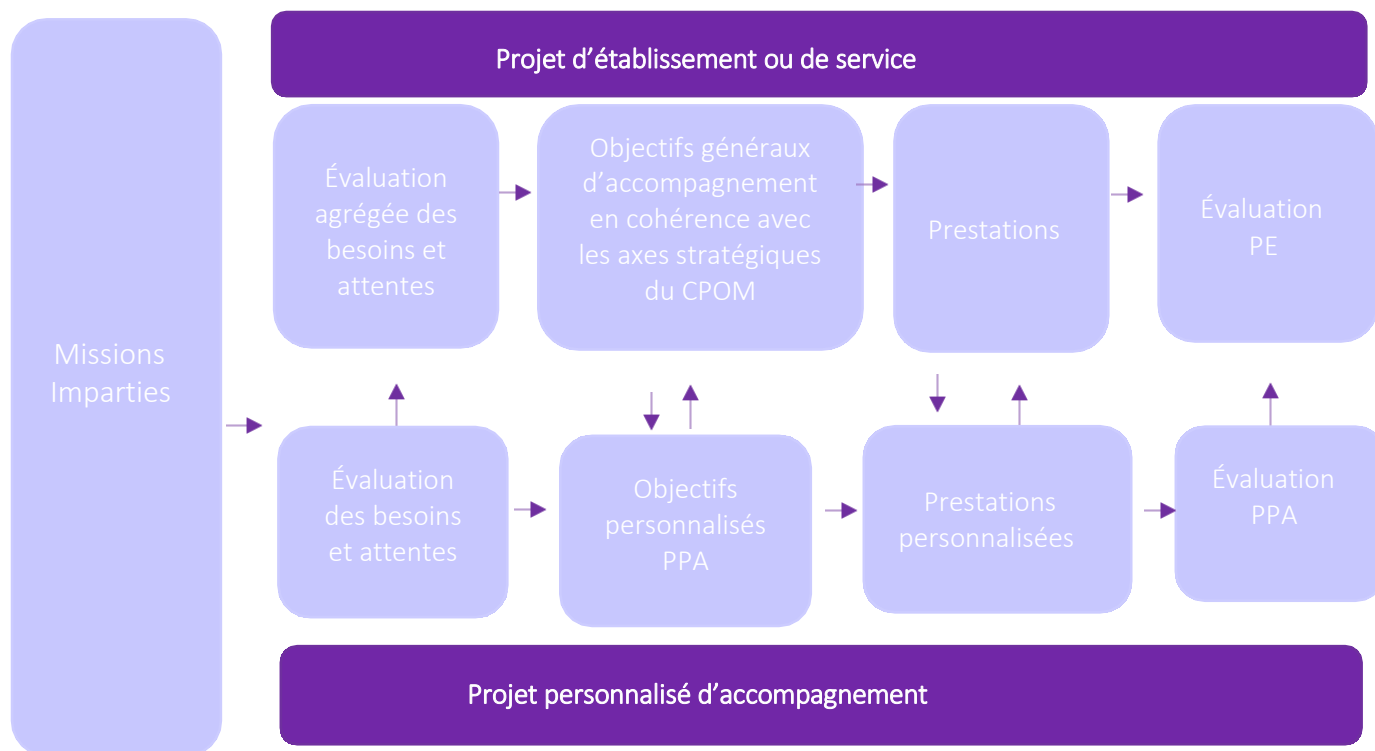 Projet d’établissement ou de service
Missions
Imparties
Évaluation
agrégée des
besoins et
attentes
Objectifs généraux
d’accompagnement
en cohérence avec
les axes stratégiques
du CPOM
Prestations
Évaluation
PE
Évaluation
des besoins
et attentes
Objectifs
personnalisés
PPA
Prestations
personnalisées
Évaluation
PPA
Projet personnalisé d’accompagnement